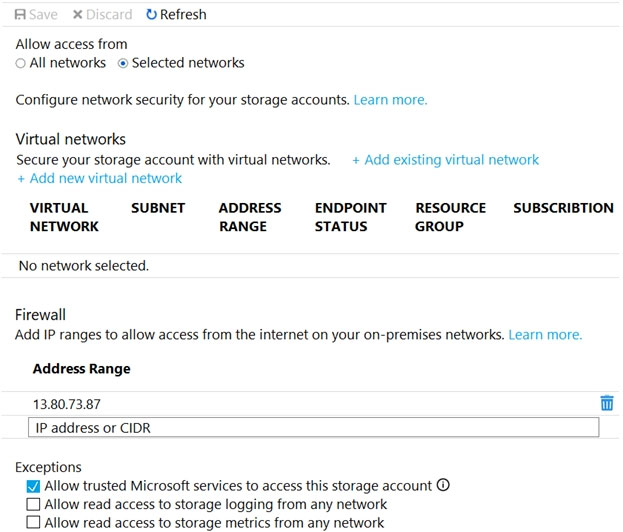 Save Discard Refresh
Allow access from
All networks Selected networks
Configure network security for your storage accounts. Learn more.
Virtual networks
Secure your storage account with virtual networks. + Add existing virtual network
+ Add new virtual network
VIRTUAL NETWORK SUBNET ADDRESS RANGE ENDPOINT STATUS RESOURCE GROUP SUBSCRIBTION
No network selected.
Firewall
Add IP ranges to allow access from the internet on your on-premises networks. Learn more.
Address Range
13.80.73.87
IP address or CIDR
Exceptions
Allow trusted Microsoft services to access this storage account
Allow read access to storage logging from any network
Allow read access to storage metrics from any network